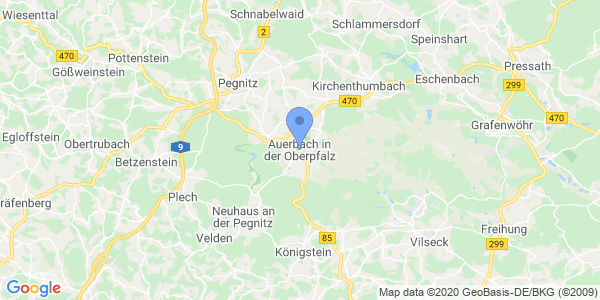 Wiesenttal
Schnabelwaid
Schlammersdorf
2
Speinshart
470
Pottenstein
Gößweinstein
Pressath
Eschenbach
Pegnitz
Kirchenthumbach
299
470
470
Grafenwöhr
Egloffstein
Obertrubach
9
Auerbach in
der Oberpfalz
Betzenstein
Plech
Gräfenberg
Neuhaus an
der Pegnitz
Freihung
Velden
85
Vilseck
299
Königstein
Google
Map data ©2020 GeoBasis-DE/BKG (©2009)